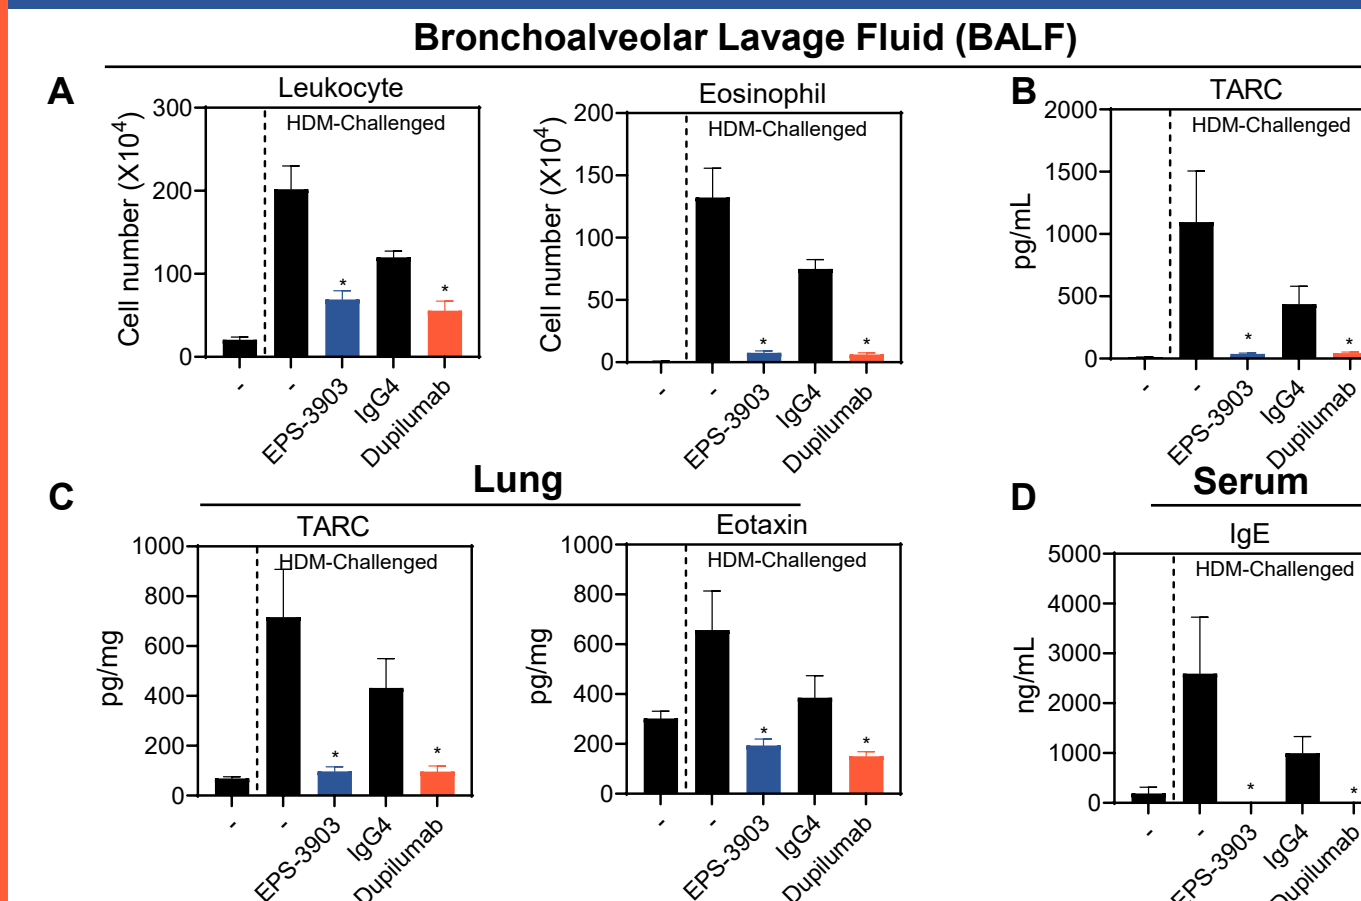 Bronchoalveolar Lavage Fluid (BALF)
A
Leukocyte
HDM-Challenged
Cell number (X10⁴)
300
200
100
0
-
-
EPS-3903
IgG4
Dupilumab
*
*
Eosinophil
HDM-Challenged
Cell number (X10⁴)
200
150
100
50
0
-
-
EPS-3903
IgG4
Dupilumab
*
*
B
TARC
HDM-Challenged
pg/mL
2000
1500
1000
500
0
-
-
EPS-3903
IgG4
Dupilumab
*
*
C
Lung
TARC
HDM-Challenged
pg/mg
1000
800
600
400
200
0
-
-
EPS-3903
IgG4
Dupilumab
*
*
Eotaxin
HDM-Challenged
pg/mg
1000
800
600
400
200
0
-
-
EPS-3903
IgG4
Dupilumab
*
*
D
Serum
IgE
HDM-Challenged
ng/mL
5000
4000
3000
2000
1000
0
-
-
EPS-3903
IgG4
Dupilumab
*
*